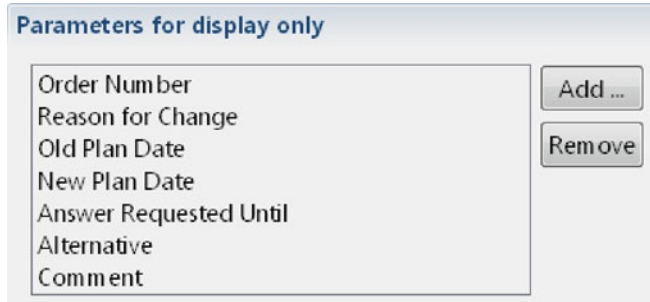 Parameters for display only
Order Number
Add ...
Reason for Change
Old Plan Date
Remove
New Plan Date
Answer Requested Until
Alternative
Comment